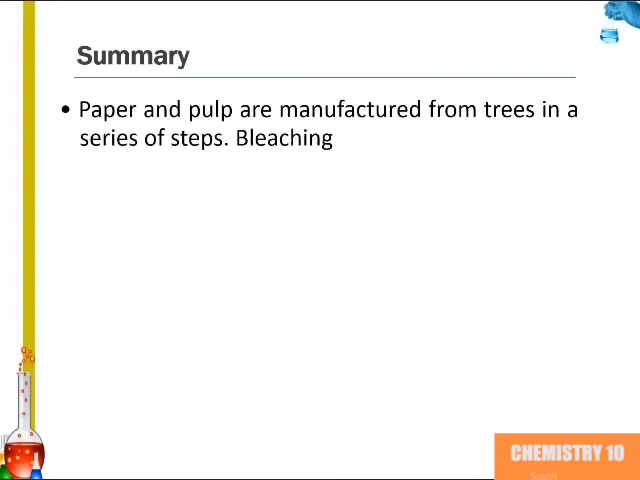 Summary
• Paper and pulp are manufactured from trees in a
series of steps. Bleaching
CHEMISTRY 10